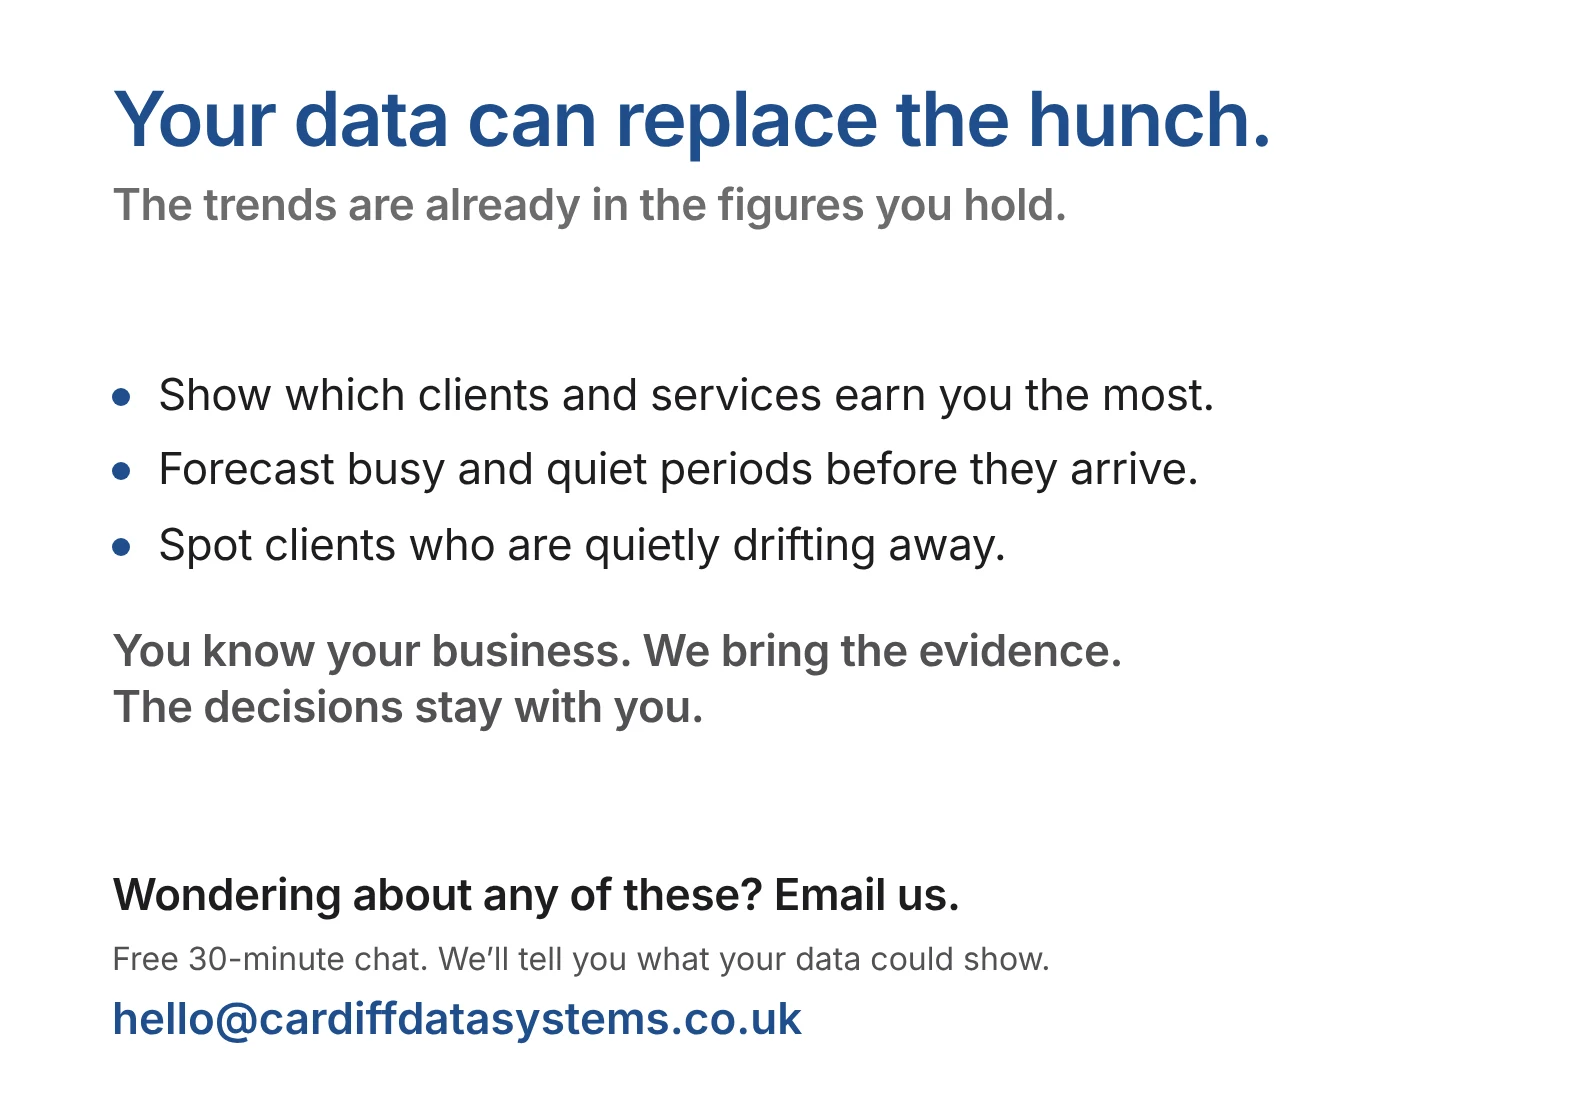 Your data can replace the hunch.
The trends are already in the figures you hold.
• Show which clients and services earn you the most.
• Forecast busy and quiet periods before they arrive.
• Spot clients who are quietly drifting away.
You know your business. We bring the evidence.
The decisions stay with you.
Wondering about any of these? Email us.
Free 30-minute chat. We’ll tell you what your data could show.
hello@cardiffdatasystems.co.uk